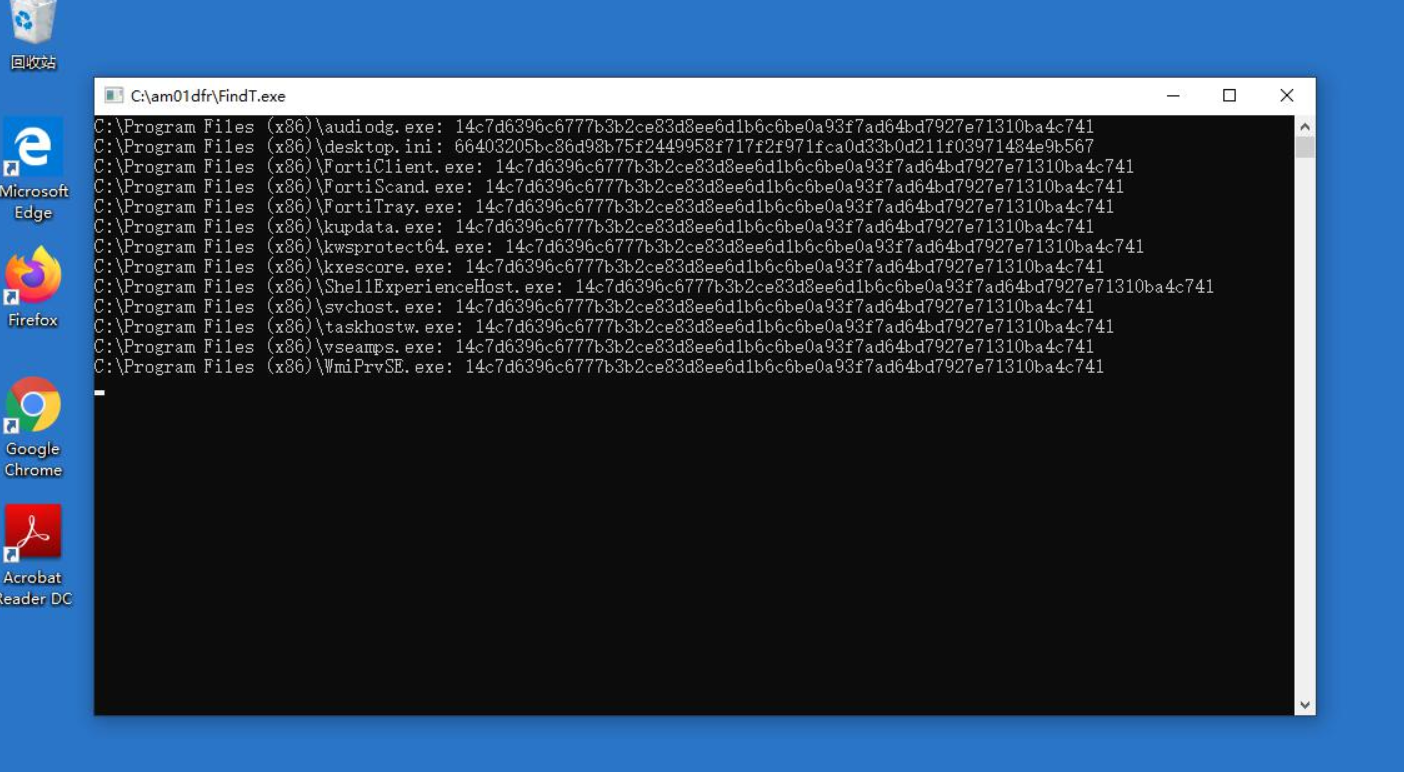 回收站
Microsoft
Edge
Firefox
Google
Chrome
Acrobat
Reader DC
C:\am01dfr\FindT.exe
C:\Program Files (x86)\audiodg.exe: 14c7d6396c6777b3b2ce83d8ee6d1b6c6be0a93f7ad64bd7927e71310ba4c741
C:\Program Files (x86)\desktop.ini: 66403205bc86d98b75f2449958f717f2f971fca0d33b0d211f03971484e9b567
C:\Program Files (x86)\FortiClient.exe: 14c7d6396c6777b3b2ce83d8ee6d1b6c6be0a93f7ad64bd7927e71310ba4c741
C:\Program Files (x86)\FortiScand.exe: 14c7d6396c6777b3b2ce83d8ee6d1b6c6be0a93f7ad64bd7927e71310ba4c741
C:\Program Files (x86)\FortiTray.exe: 14c7d6396c6777b3b2ce83d8ee6d1b6c6be0a93f7ad64bd7927e71310ba4c741
C:\Program Files (x86)\kupdata.exe: 14c7d6396c6777b3b2ce83d8ee6d1b6c6be0a93f7ad64bd7927e71310ba4c741
C:\Program Files (x86)\kwsprotect64.exe: 14c7d6396c6777b3b2ce83d8ee6d1b6c6be0a93f7ad64bd7927e71310ba4c741
C:\Program Files (x86)\kxescore.exe: 14c7d6396c6777b3b2ce83d8ee6d1b6c6be0a93f7ad64bd7927e71310ba4c741
C:\Program Files (x86)\ShellExperienceHost.exe: 14c7d6396c6777b3b2ce83d8ee6d1b6c6be0a93f7ad64bd7927e71310ba4c741
C:\Program Files (x86)\svchost.exe: 14c7d6396c6777b3b2ce83d8ee6d1b6c6be0a93f7ad64bd7927e71310ba4c741
C:\Program Files (x86)\taskhostw.exe: 14c7d6396c6777b3b2ce83d8ee6d1b6c6be0a93f7ad64bd7927e71310ba4c741
C:\Program Files (x86)\vseamps.exe: 14c7d6396c6777b3b2ce83d8ee6d1b6c6be0a93f7ad64bd7927e71310ba4c741
C:\Program Files (x86)\WmiPrvSE.exe: 14c7d6396c6777b3b2ce83d8ee6d1b6c6be0a93f7ad64bd7927e71310ba4c741